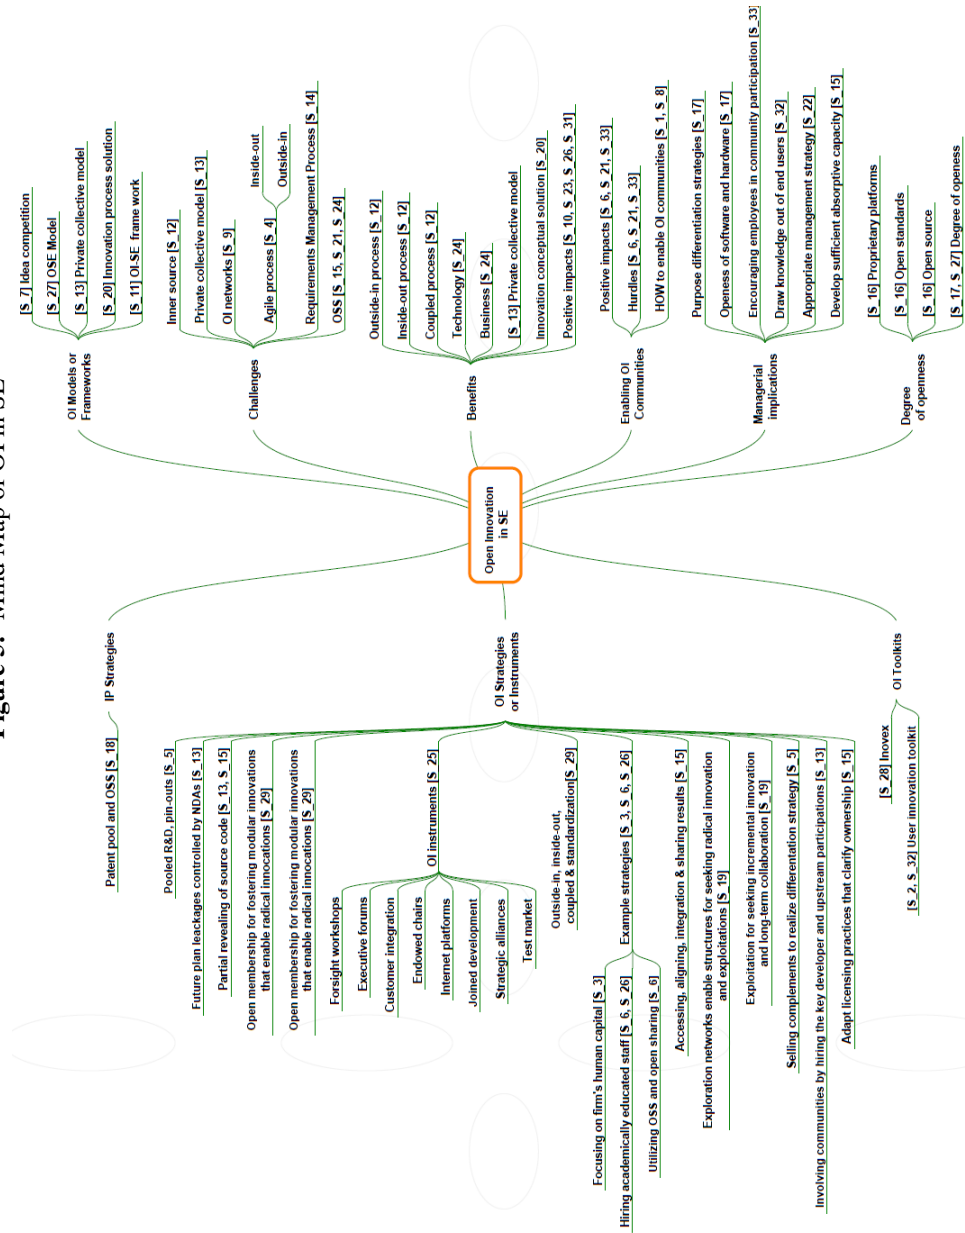 Figure 3. Mind Map of OI in SE
Open Innovation
in SE
IP Strategies
Patent pool and OSS [S_18]
OI Strategies
or Instruments
Pooled R&D, pin-outs [S_5]
Future plan leackages controlled by NDAs [S_13]
Partial revealing of source code [S_13, S_15]
Open membership for fostering modular innovations
that enable radical innocations [S_29]
Open membership for fostering modular innovations
that enable radical innocations [S_29]
OI instruments [S_25]
Forsight workshops
Executive forums
Customer integration
Endowed chairs
Internet platforms
Joined development
Strategic alliances
Test market
Outside-in, inside-out,
coupled & standardization[S_29]
Example strategies [S_3, S_6, S_26]
Focusing on firm's human capital [S_3]
Hiring academically educated staff [S_6, S_26]
Utilizing OSS and open sharing [S_6]
Accessing, aligning, integration & sharing results [S_15]
Exploration networks enable structures for seeking radical innovation
and exploitations [S_19]
Exploitation for seeking incremental innovation
and long-term collaboration [S_19]
Selling complements to realize differentiation strategy [S_5]
Involving communities by hiring the key developer and upstream participations [S_13]
Adapt licensing practices that clarify ownership [S_15]
OI Toolkits
[S_28] Inovex
[S_2, S_32] User innovation toolkit
OI Models or
Frameworks
[S_7] Idea competition
[S_27] OSE Model
[S_13] Private collective model
[S_20] Innovation process solution
[S_11] OI-SE frame work
Challenges
Inner source [S_12]
Private collective model [S_13]
OI networks [S_9]
Agile process [S_4]
Inside-out
Outside-in
Requirements Management Process [S_14]
OSS [S_15, S_21, S_24]
Benefits
Outside-in process [S_12]
Inside-out process [S_12]
Coupled process [S_12]
Technology [S_24]
Business [S_24]
[S_13] Private collective model
Innovation conceptual solution [S_20]
Positive impacts [S_10, S_23, S_26, S_31]
Enabling OI
Communities
Positive impacts [S_6, S_21, S_33]
Hurdles [S_6, S_21, S_33]
HOW to enable OI communities [S_1, S_8]
Managerial
implications
Purpose differentiation strategies [S_17]
Openess of software and hardware [S_17]
Encouraging employees in community participation [S_33]
Draw knowledge out of end users [S_32]
Appropriate management strategy [S_22]
Develop sufficient absorptive capacity [S_15]
Degree
of openness
[S_16] Proprietary platforms
[S_16] Open standards
[S_16] Open source
[S_17, S_27] Degree of openess